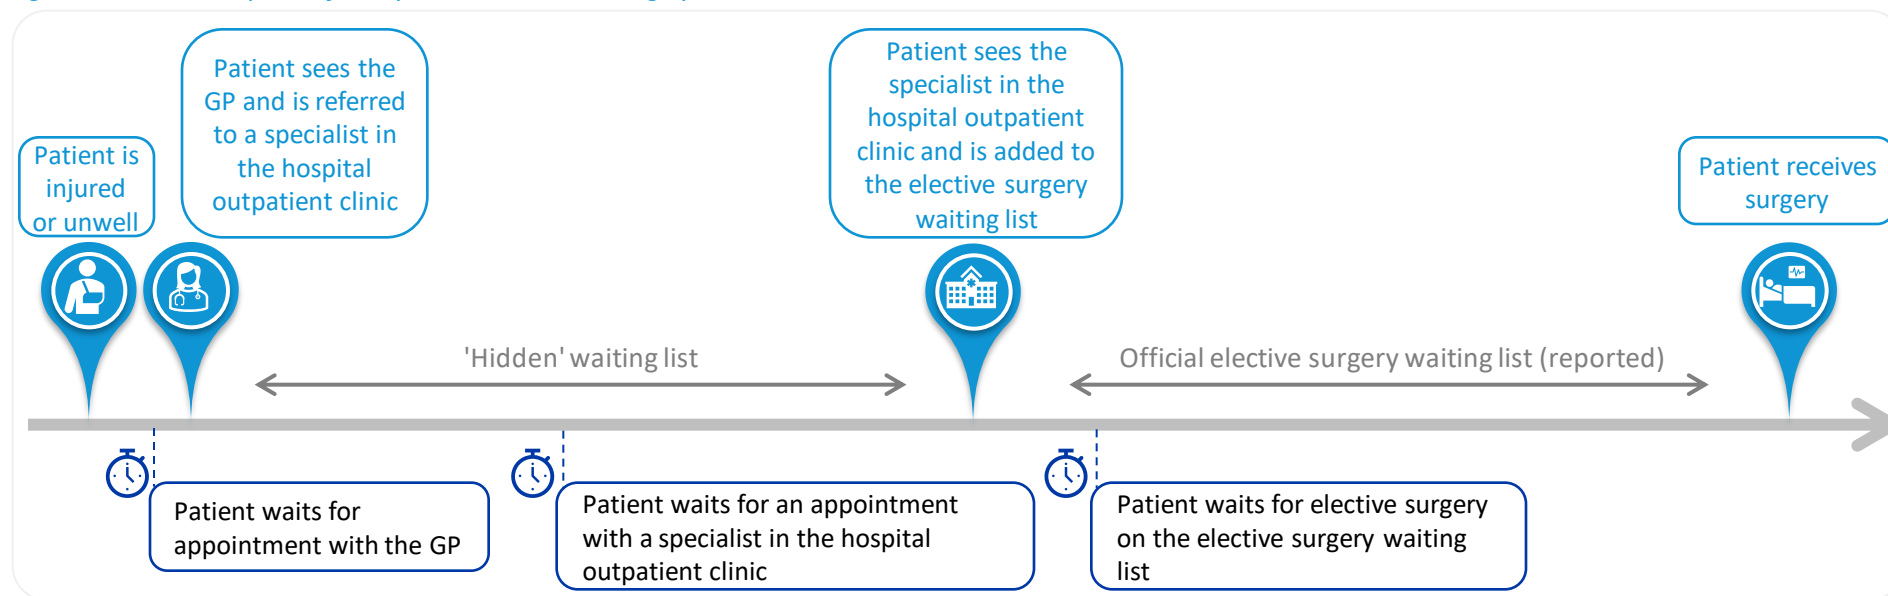 Patient is
injured
or unwell
Patient sees the
GP and is referred
to a specialist in
the hospital
outpatient clinic
Patient sees the
specialist in the
hospital outpatient
clinic and is added to
the elective surgery
waiting list
Patient receives
surgery
'Hidden' waiting list
Official elective surgery waiting list (reported)
Patient waits for
appointment with the GP
Patient waits for an appointment
with a specialist in the hospital
outpatient clinic
Patient waits for elective surgery
on the elective surgery waiting
list